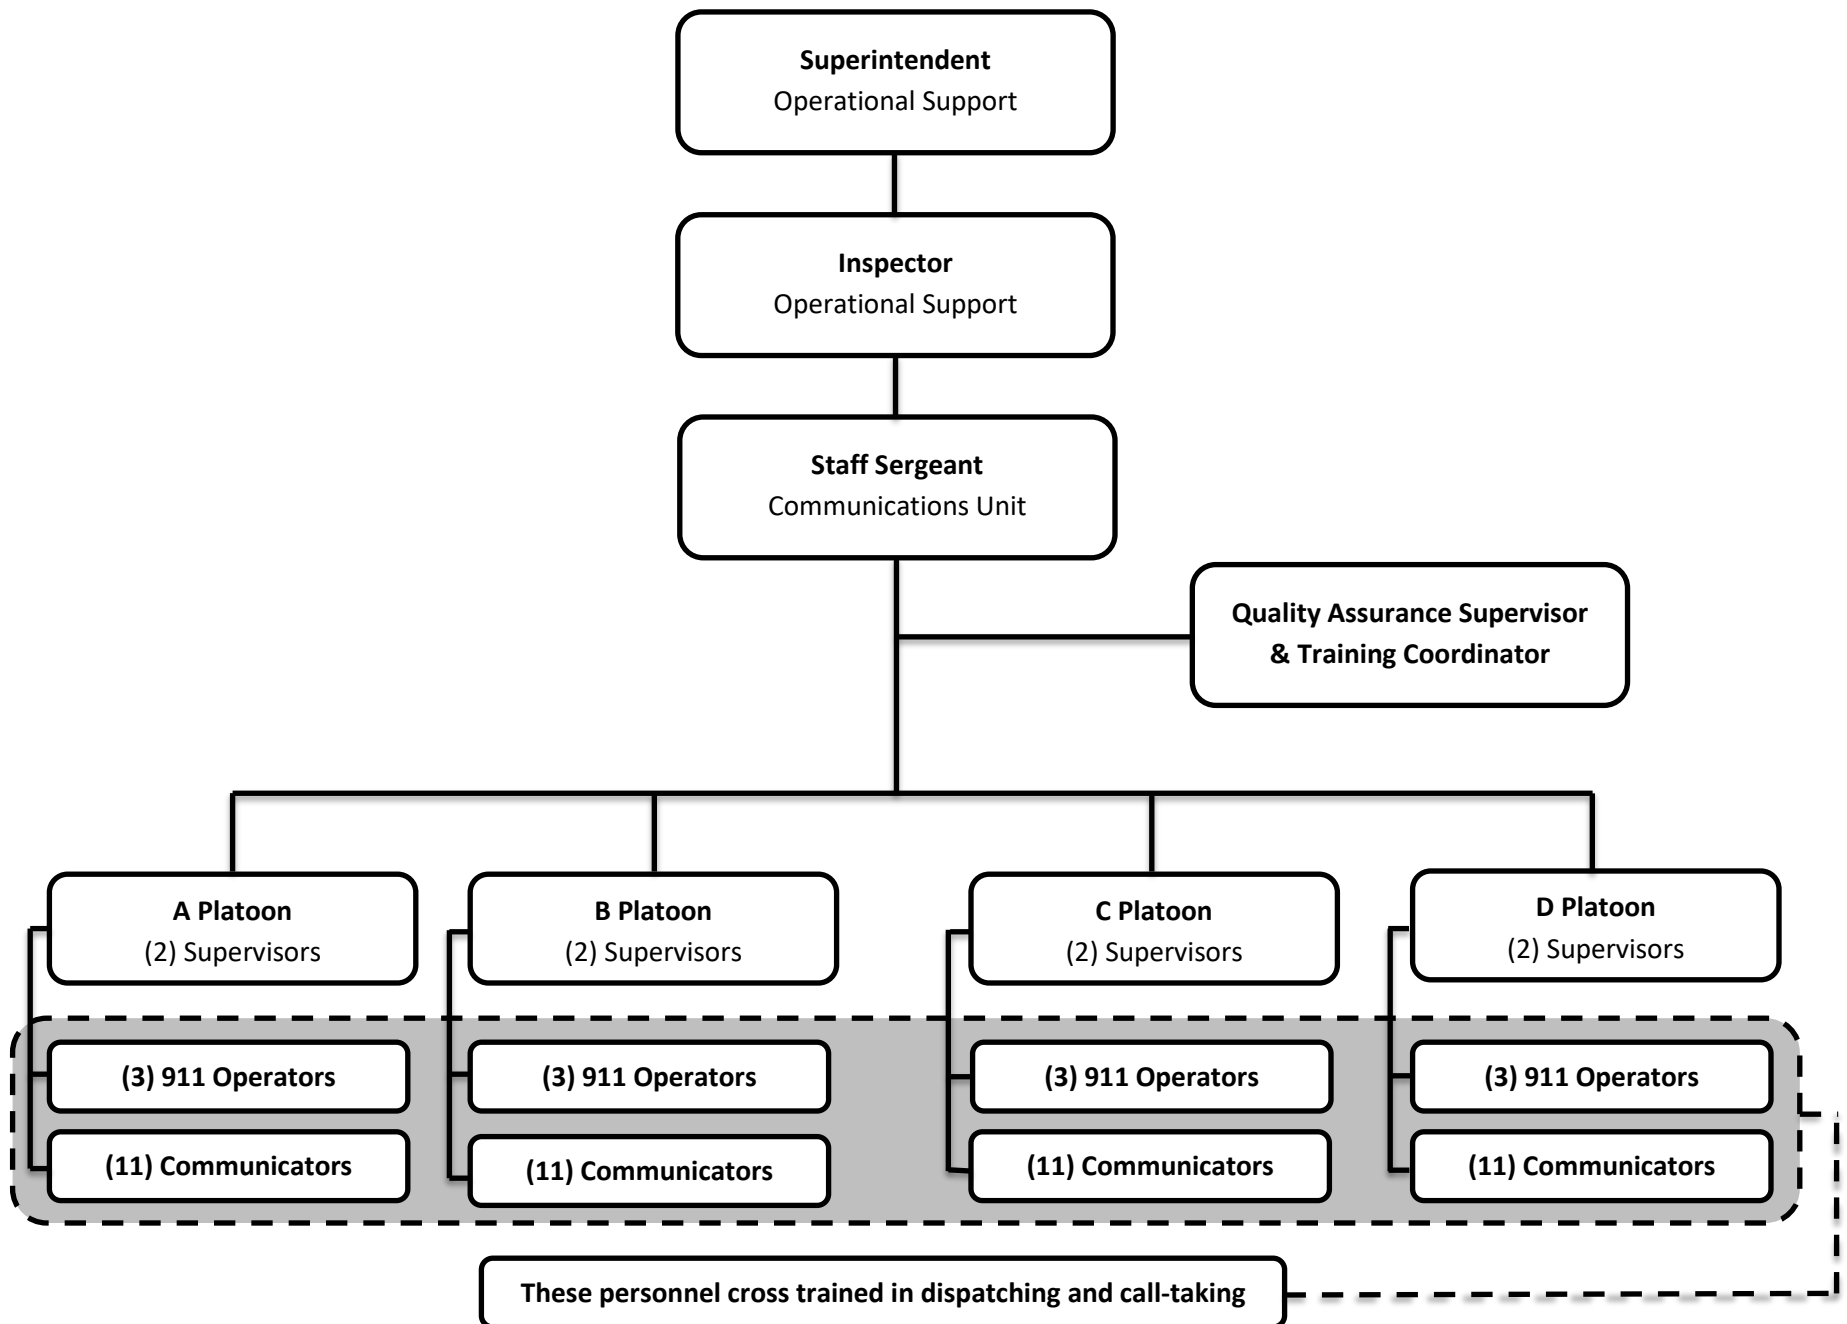 Superintendent
Operational Support
Inspector
Operational Support
Staff Sergeant
Communications Unit
Quality Assurance Supervisor
& Training Coordinator
A Platoon
(2) Supervisors
B Platoon
(2) Supervisors
C Platoon
(2) Supervisors
D Platoon
(2) Supervisors
(3) 911 Operators
(3) 911 Operators
(3) 911 Operators
(3) 911 Operators
(11) Communicators
(11) Communicators
(11) Communicators
(11) Communicators
These personnel cross trained in dispatching and call-taking